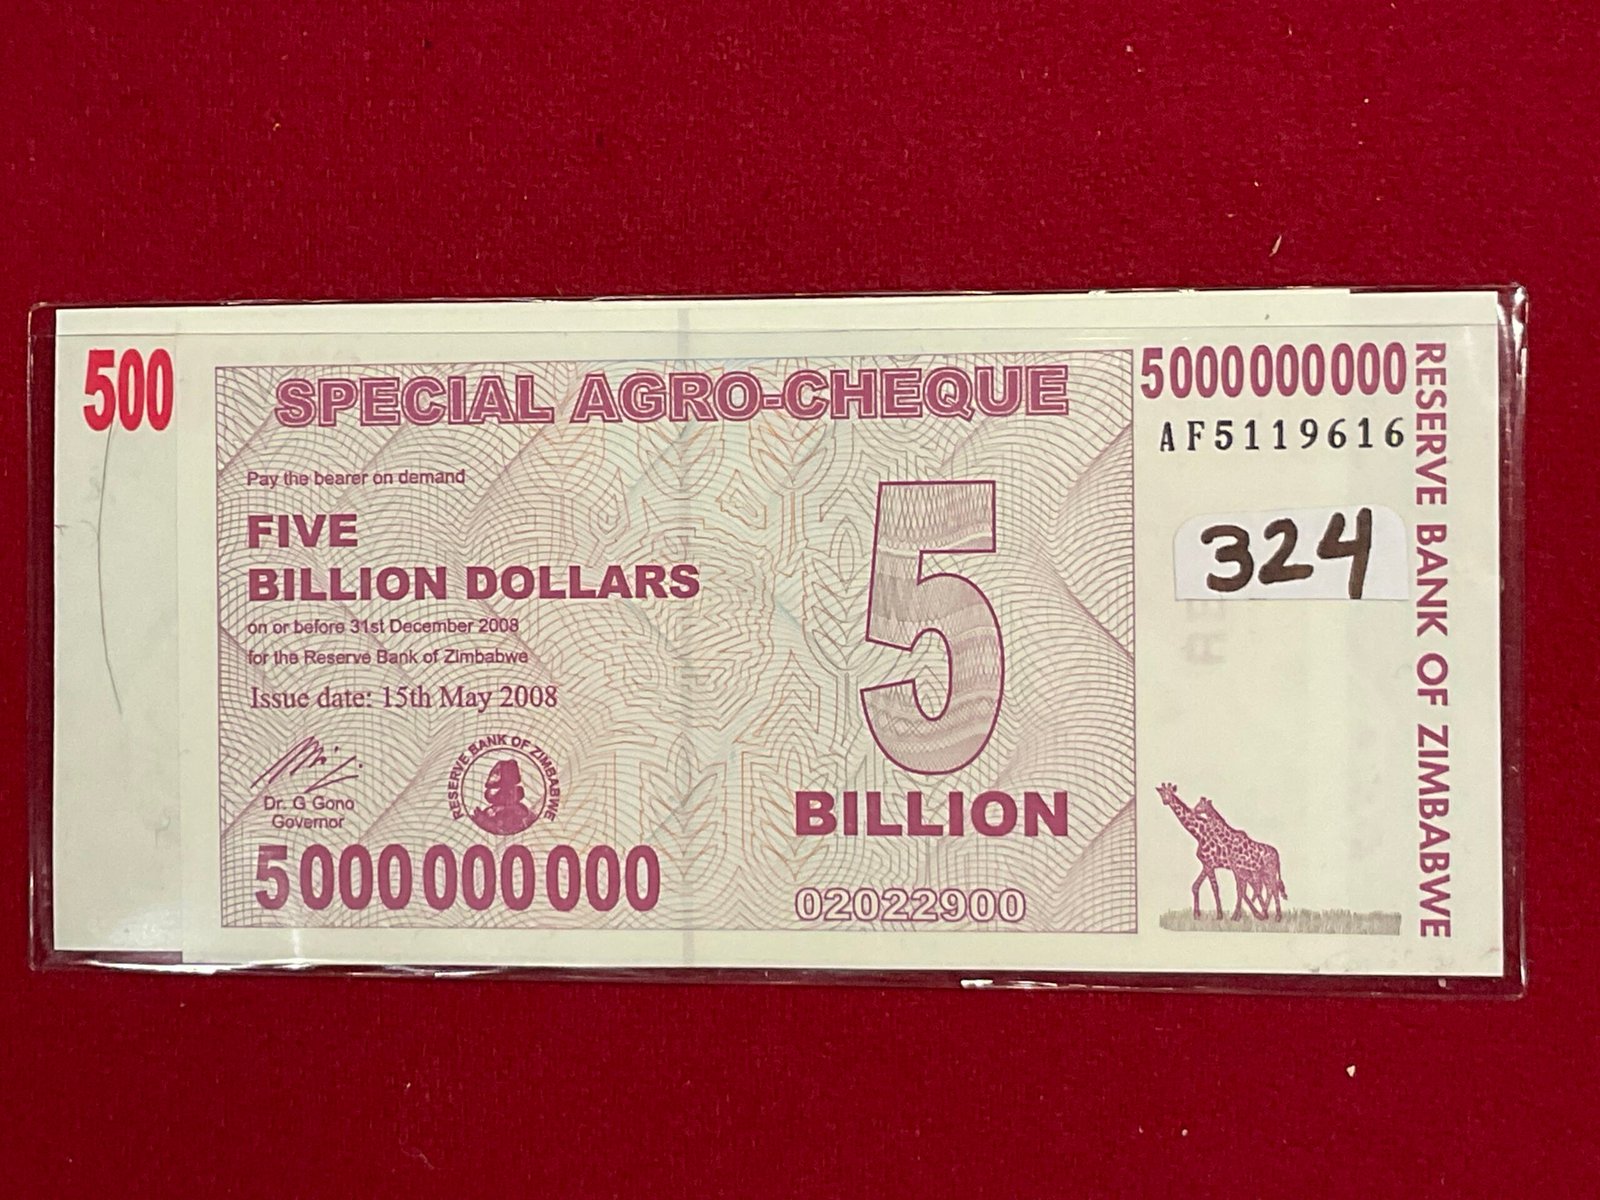 500
SPECIAL AGRO-CHEQUE
5000000000
AF5119616
324
Pay the bearer on demand
FIVE
BILLION DOLLARS
on or before 31st December 2008
for the Reserve Bank of Zimbabwe
Issue date: 15th May 2008
Dr. G Gono
Governor
RESERVE BANK OF ZIMBABWE
5000000000
5
BILLION
02022900
RESERVE BANK OF ZIMBABWE